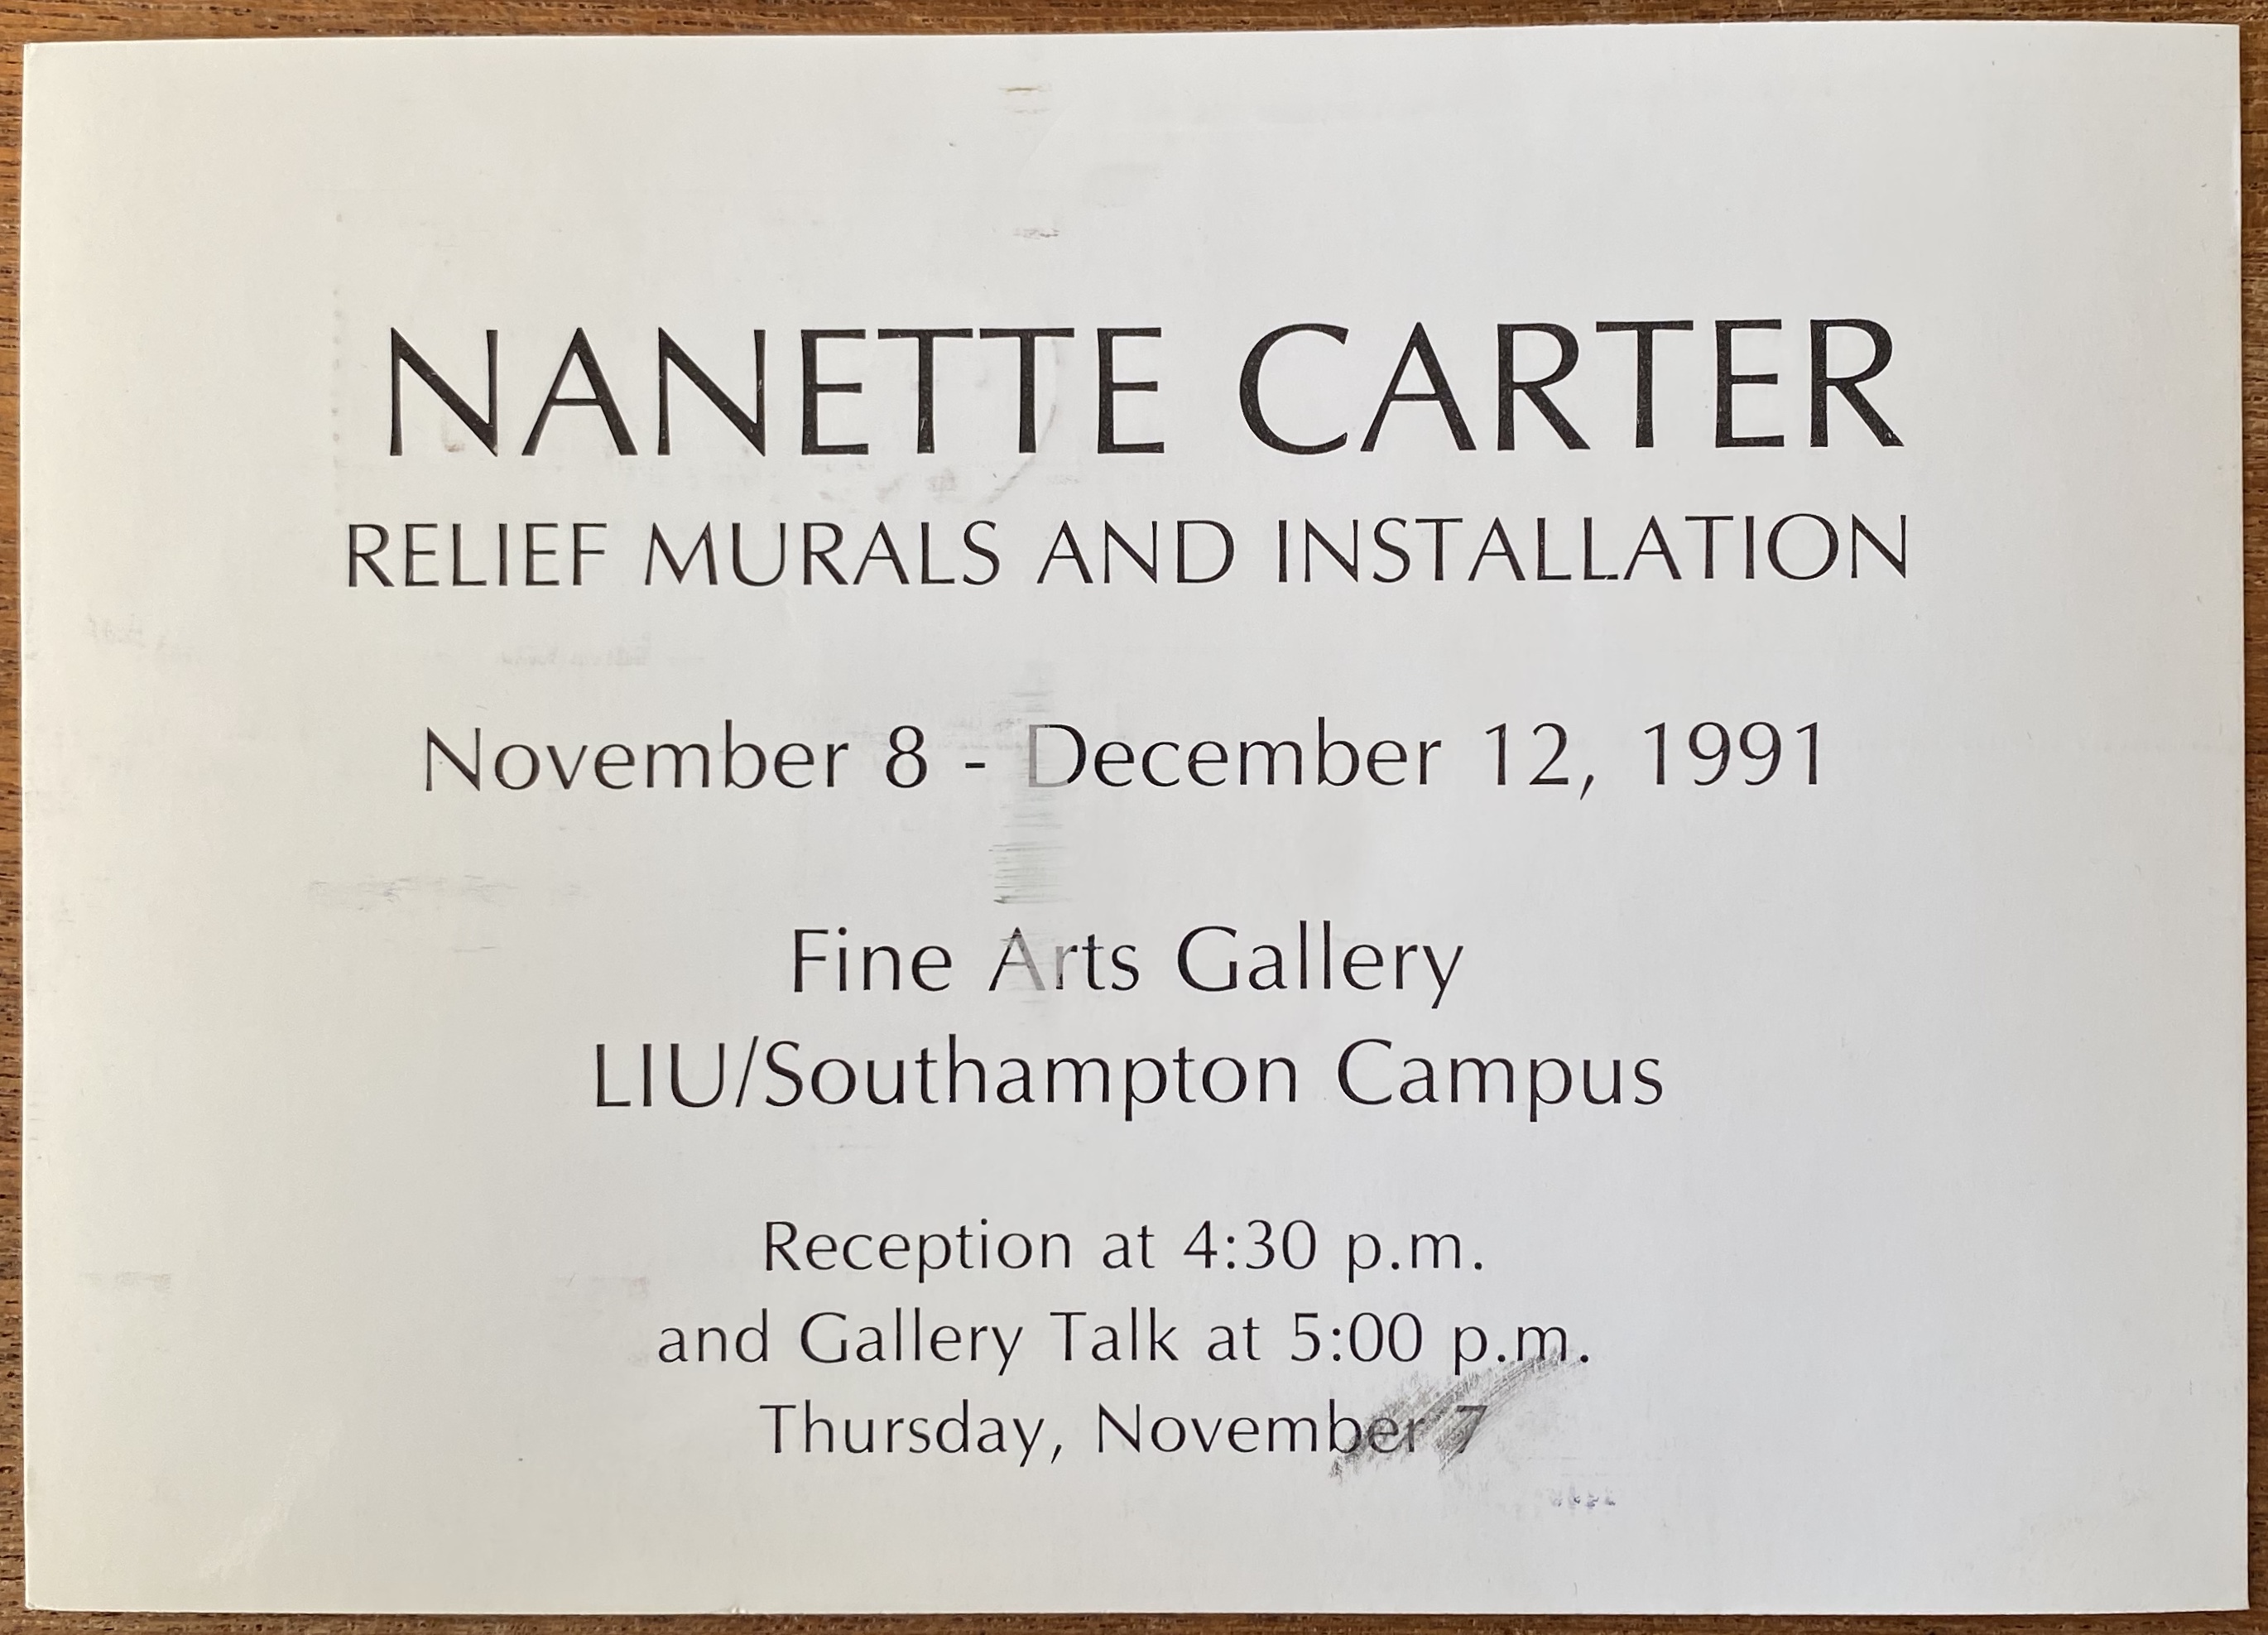 NANETTE CARTER
RELIEF MURALS AND INSTALLATION
November 8 - December 12, 1991
Fine Arts Gallery
LIU/Southampton Campus
Reception at 4:30 p.m.
and Gallery Talk at 5:00 p.m.
Thursday, November 7